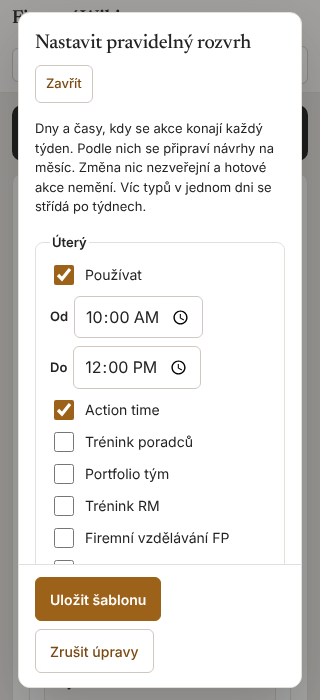 Nastavit pravidelný rozvrh
Zavřít
Dny a časy, kdy se akce konají každý
týden. Podle nich se připraví návrhy na
měsíc. Změna nic nezveřejní a hotové
akce nemění. Víc typů v jednom dni se
střídá po týdnech.
Úterý
Používat
Od 10:00 AM
Do 12:00 PM
Action time
Trénink poradců
Portfolio tým
Trénink RM
Firemní vzdělávání FP
Uložit šablonu
Zrušit úpravy